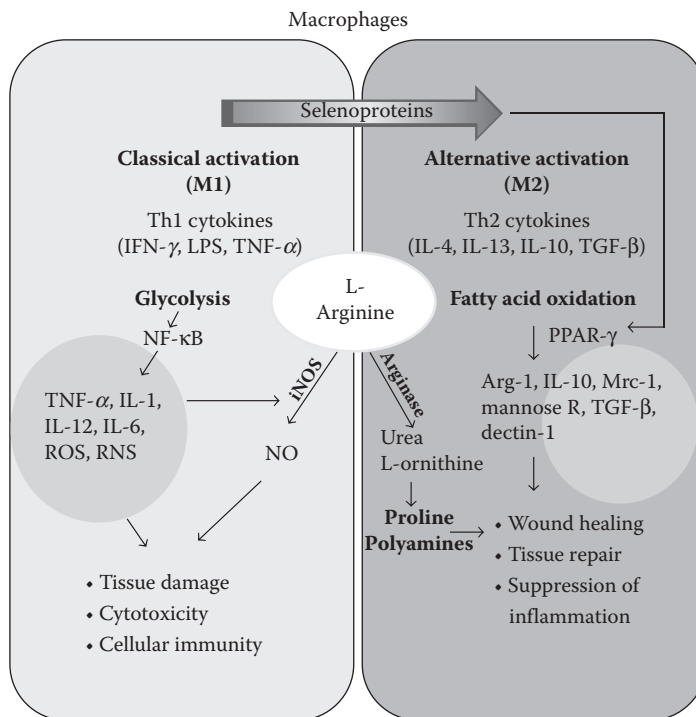 Macrophages
Selenoproteins
Classical activation
(M1)
Th1 cytokines
(IFN-γ, LPS, TNF-α)
Glycolysis
NF-κB
TNF-α, IL-1,
IL-12, IL-6,
ROS, RNS
L-
Arginine
iNOS
NO
Arginase
Urea
L-ornithine
Proline
Polyamines
• Tissue damage
• Cytotoxicity
• Cellular immunity
Alternative activation
(M2)
Th2 cytokines
(IL-4, IL-13, IL-10, TGF-β)
Fatty acid oxidation
PPAR-γ
Arg-1, IL-10, Mrc-1,
mannose R, TGF-β,
dectin-1
• Wound healing
• Tissue repair
• Suppression of
inflammation